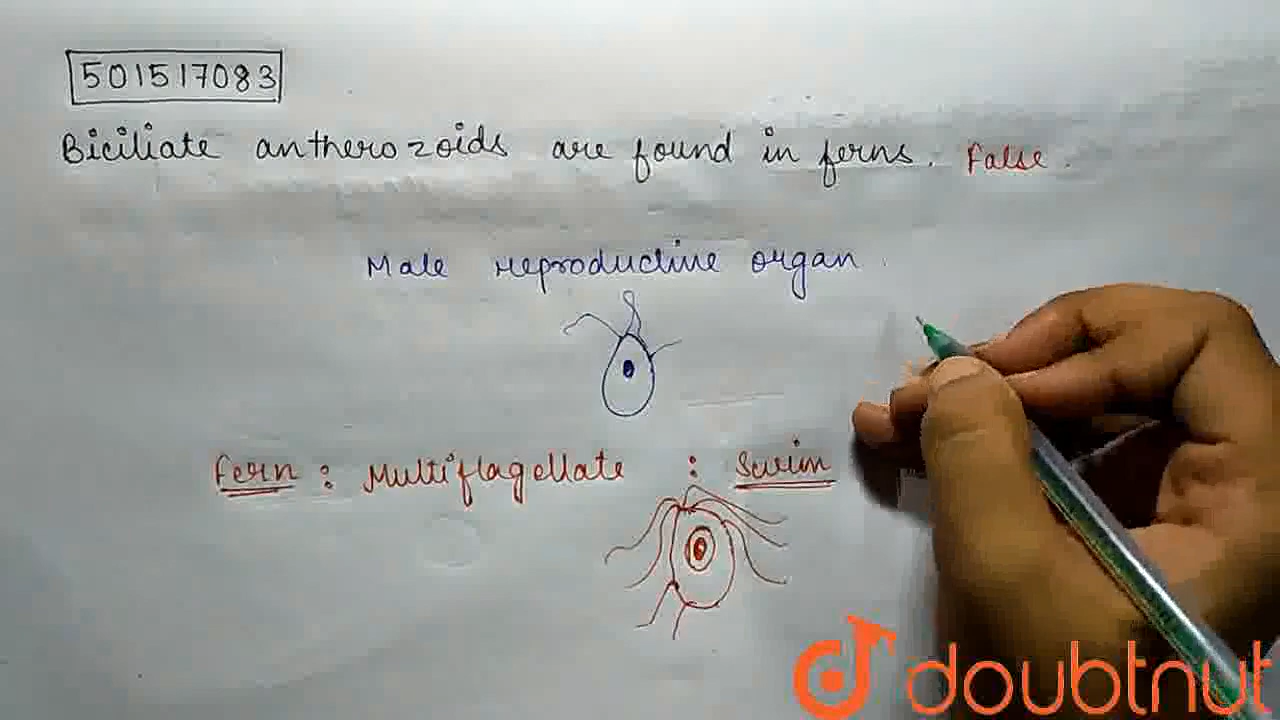 501517083
Biciliate antherozoids are found in ferns. False.
Male reproductive organ.
Fern : Multiflagellate : Swim
doubtnut